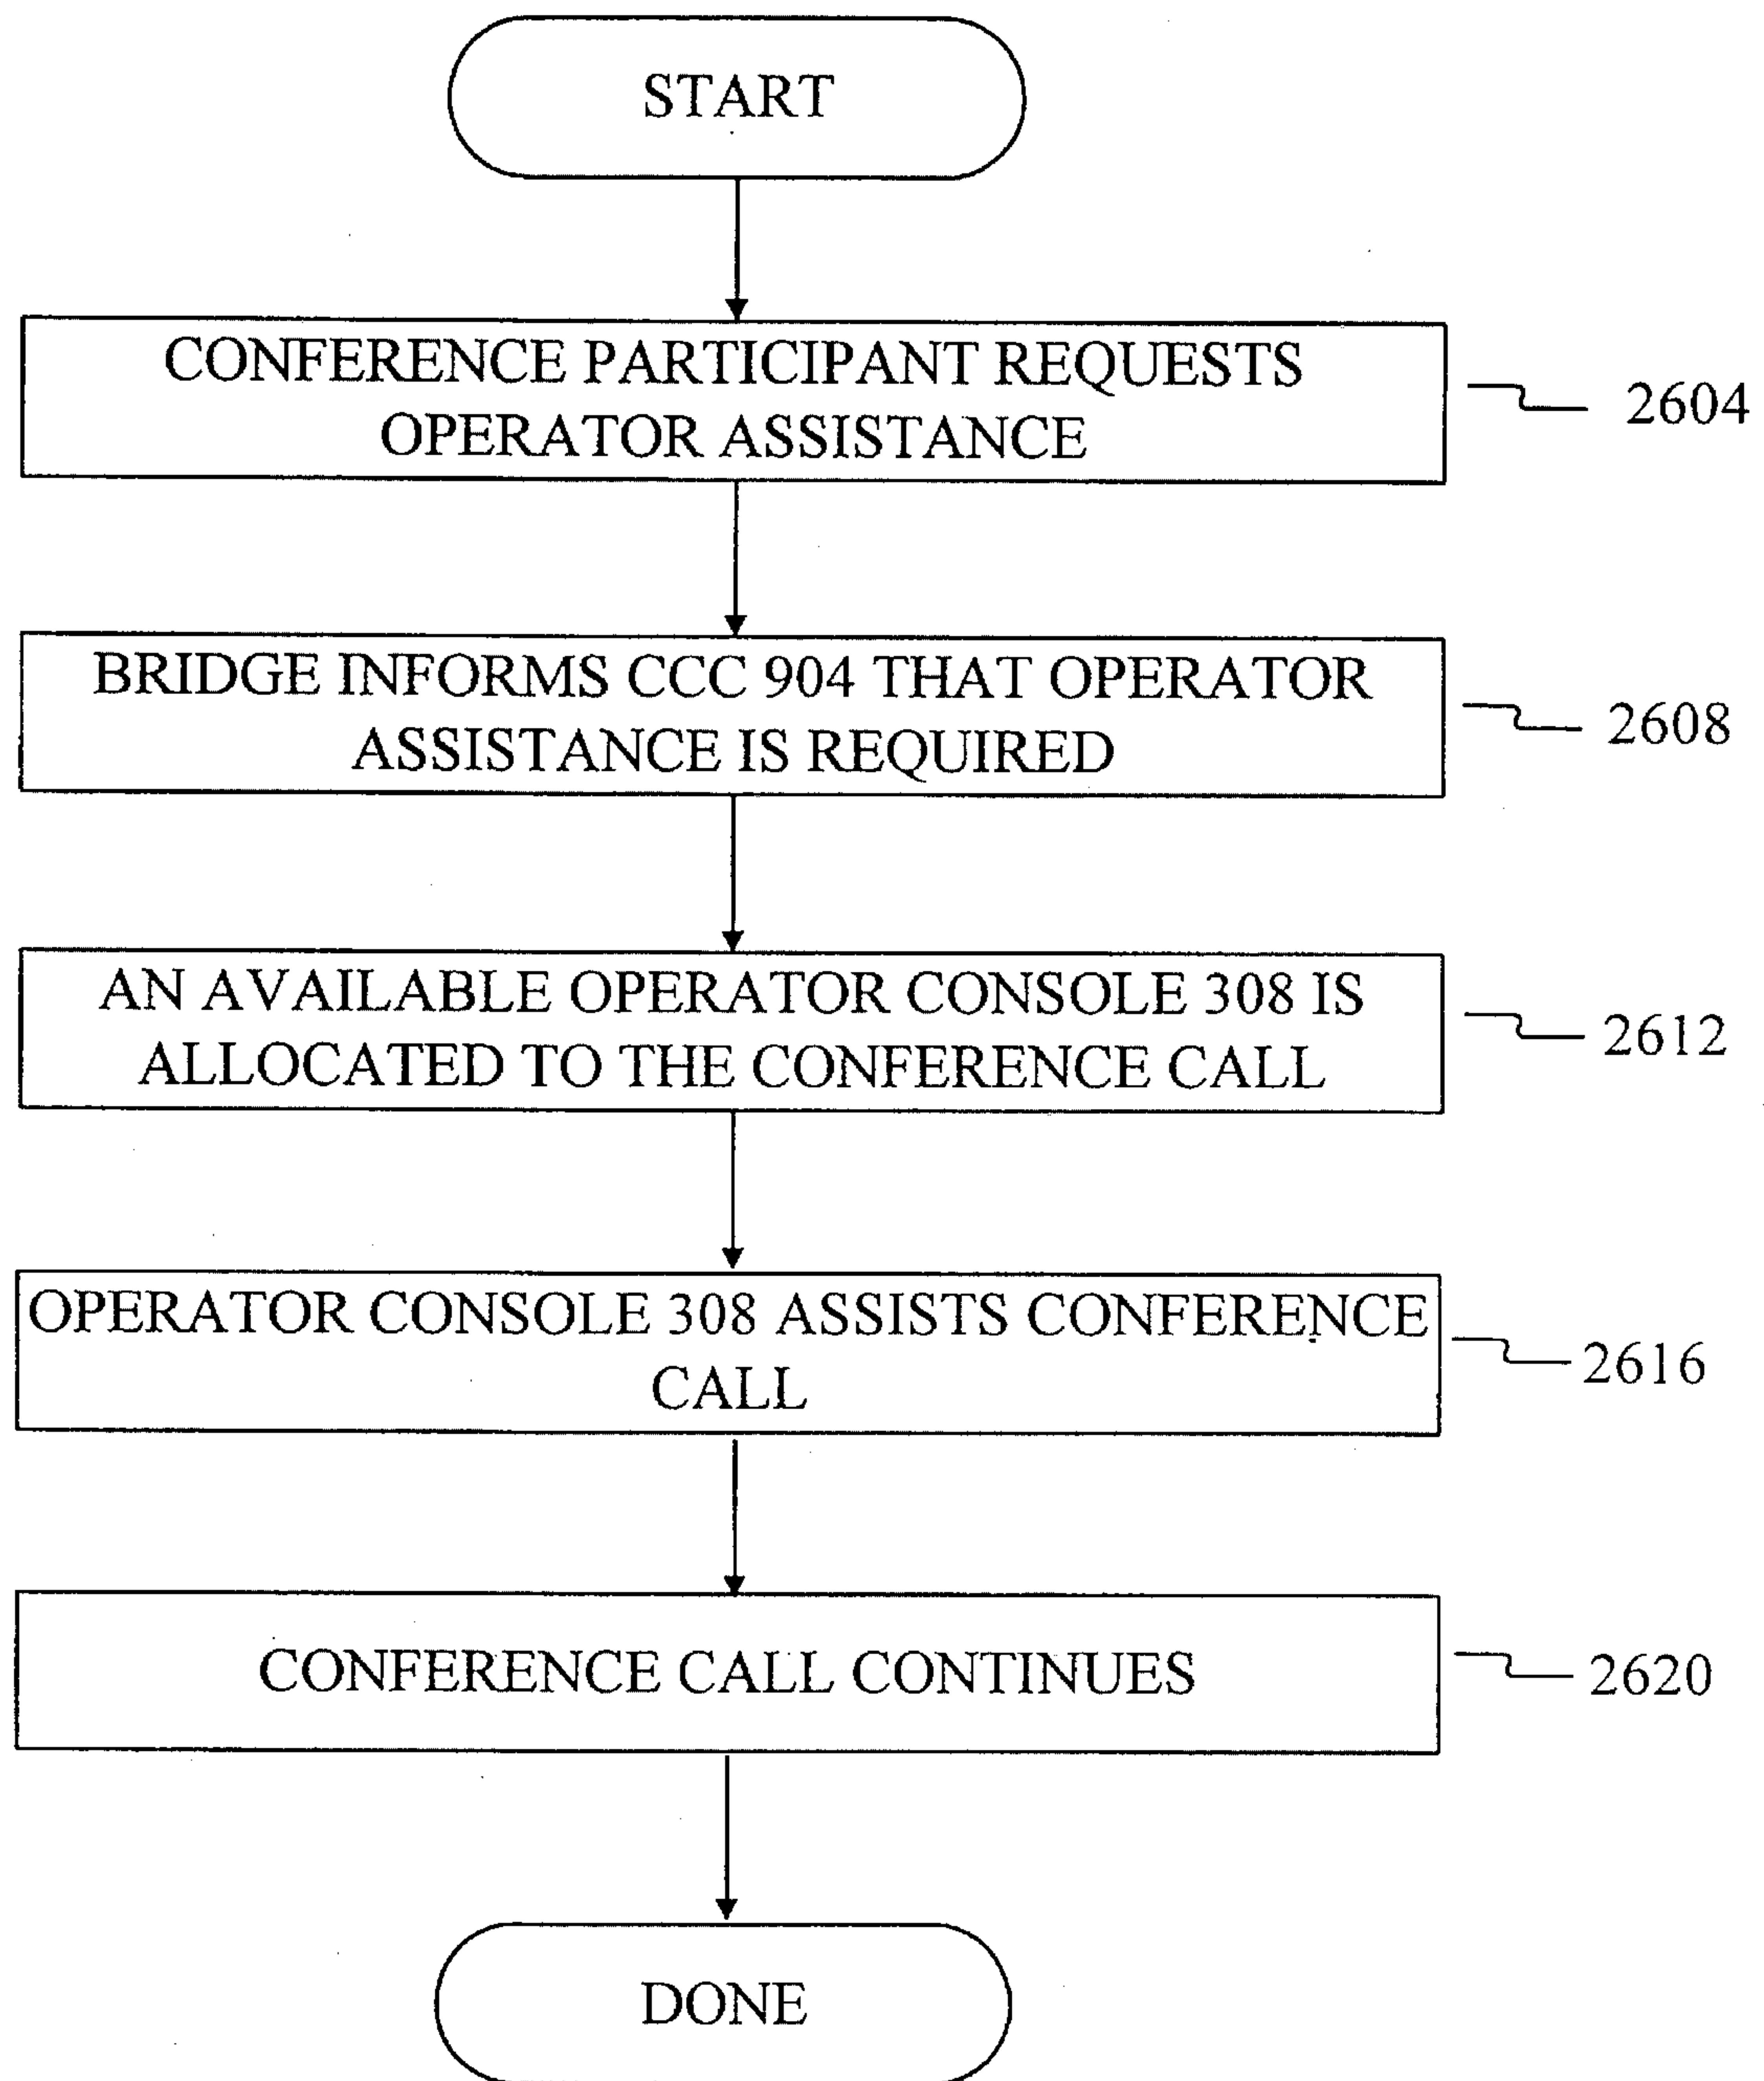 START
CONFERENCE PARTICIPANT REQUESTS
OPERATOR ASSISTANCE
2604
BRIDGE INFORMS CCC 904 THAT OPERATOR
ASSISTANCE IS REQUIRED
2608
AN AVAILABLE OPERATOR CONSOLE 308 IS
ALLOCATED TO THE CONFERENCE CALL
2612
OPERATOR CONSOLE 308 ASSISTS CONFERENCE
CALL
2616
CONFERENCE CALL CONTINUES
2620
DONE